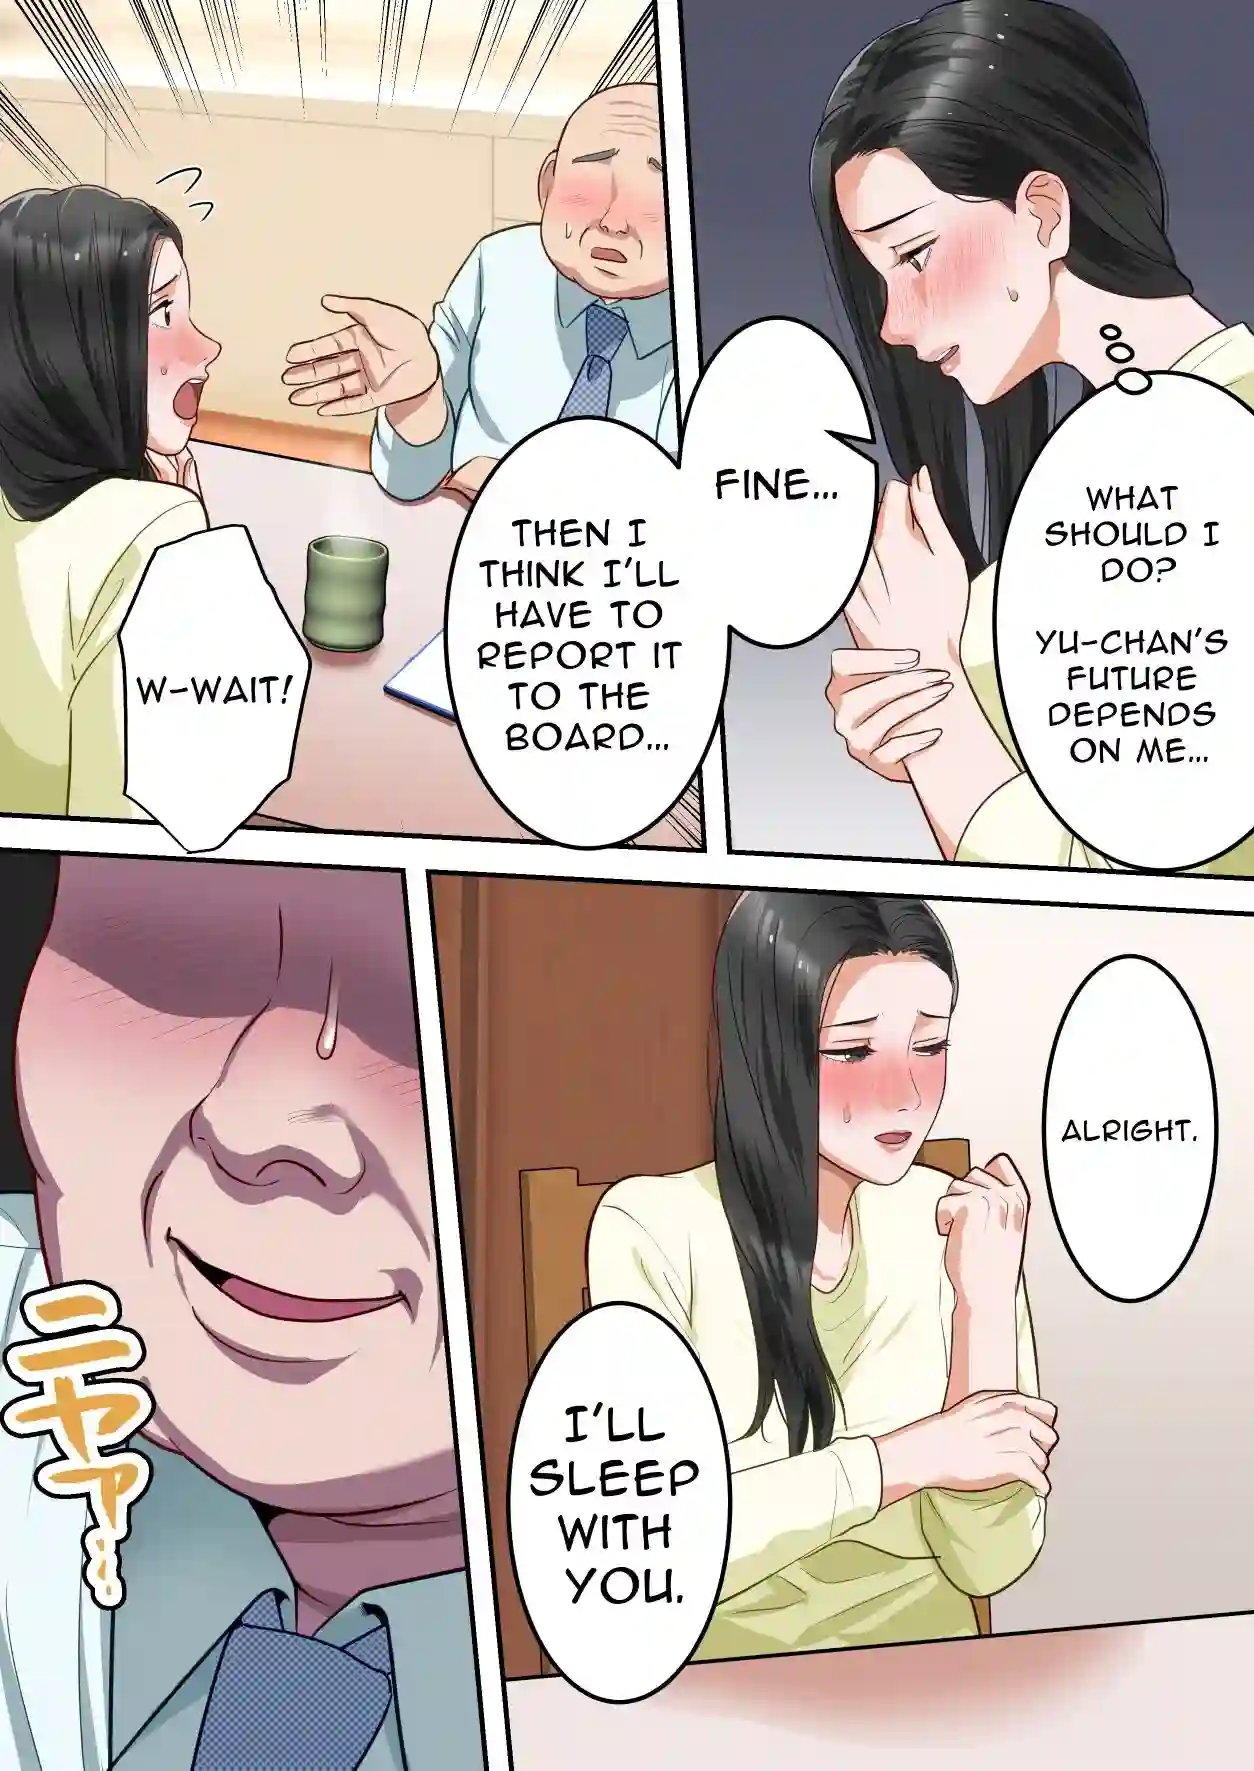 WHAT
SHOULD I
DO?
YU-CHAN'S
FUTURE
DEPENDS
ON ME...
FINE...
THEN I
THINK I'LL
HAVE TO
REPORT IT
TO THE
BOARD...
W-WAIT!
ALRIGHT.
I'LL
SLEEP
WITH
YOU.
ニヤァ…